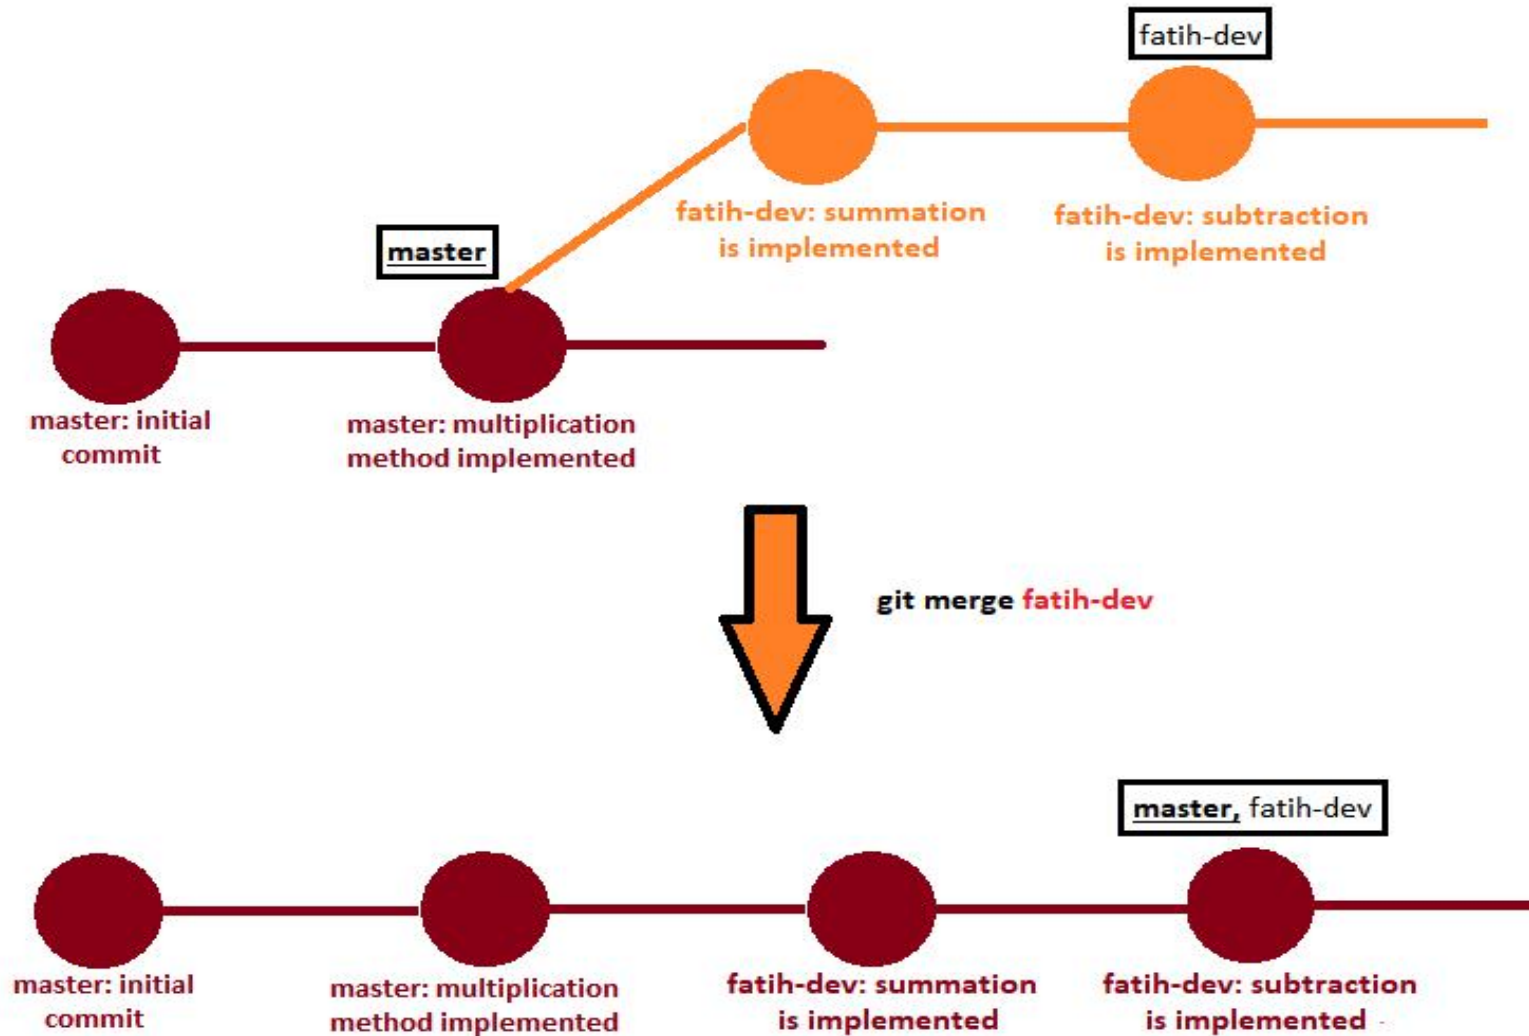 fatih-dev
fatih-dev: summation
is implemented
fatih-dev: subtraction
is implemented
master
master: initial
commit
master: multiplication
method implemented
git merge fatih-dev
master, fatih-dev
master: initial
commit
master: multiplication
method implemented
fatih-dev: summation
is implemented
fatih-dev: subtraction
is implemented